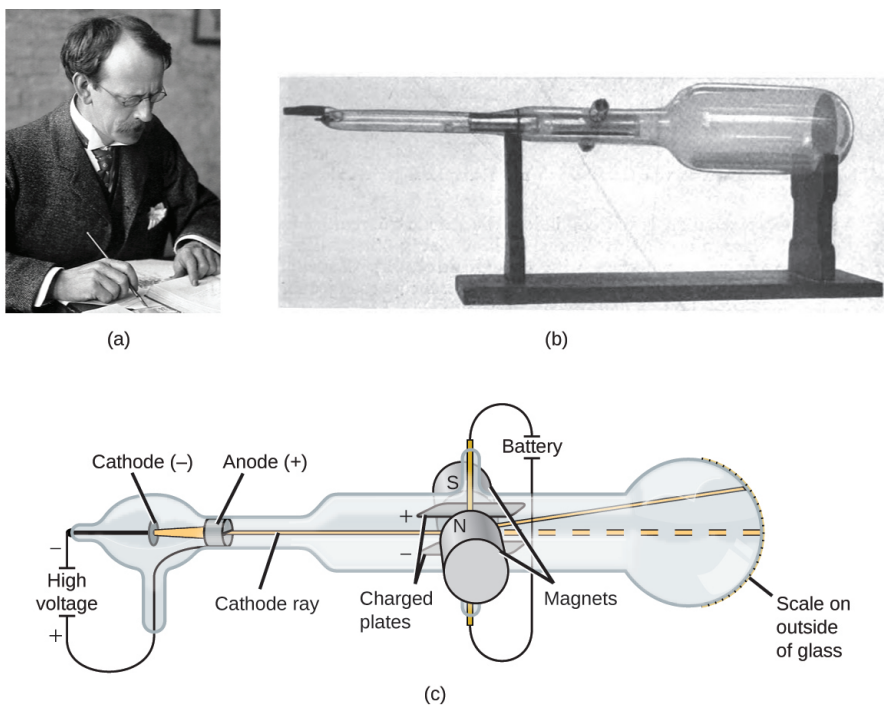 (a)
(b)
Cathode (–)
Anode (+)
Battery
S
+
N
–
–
High
voltage
+
Cathode ray
Charged
plates
Magnets
Scale on
outside
of glass
(c)